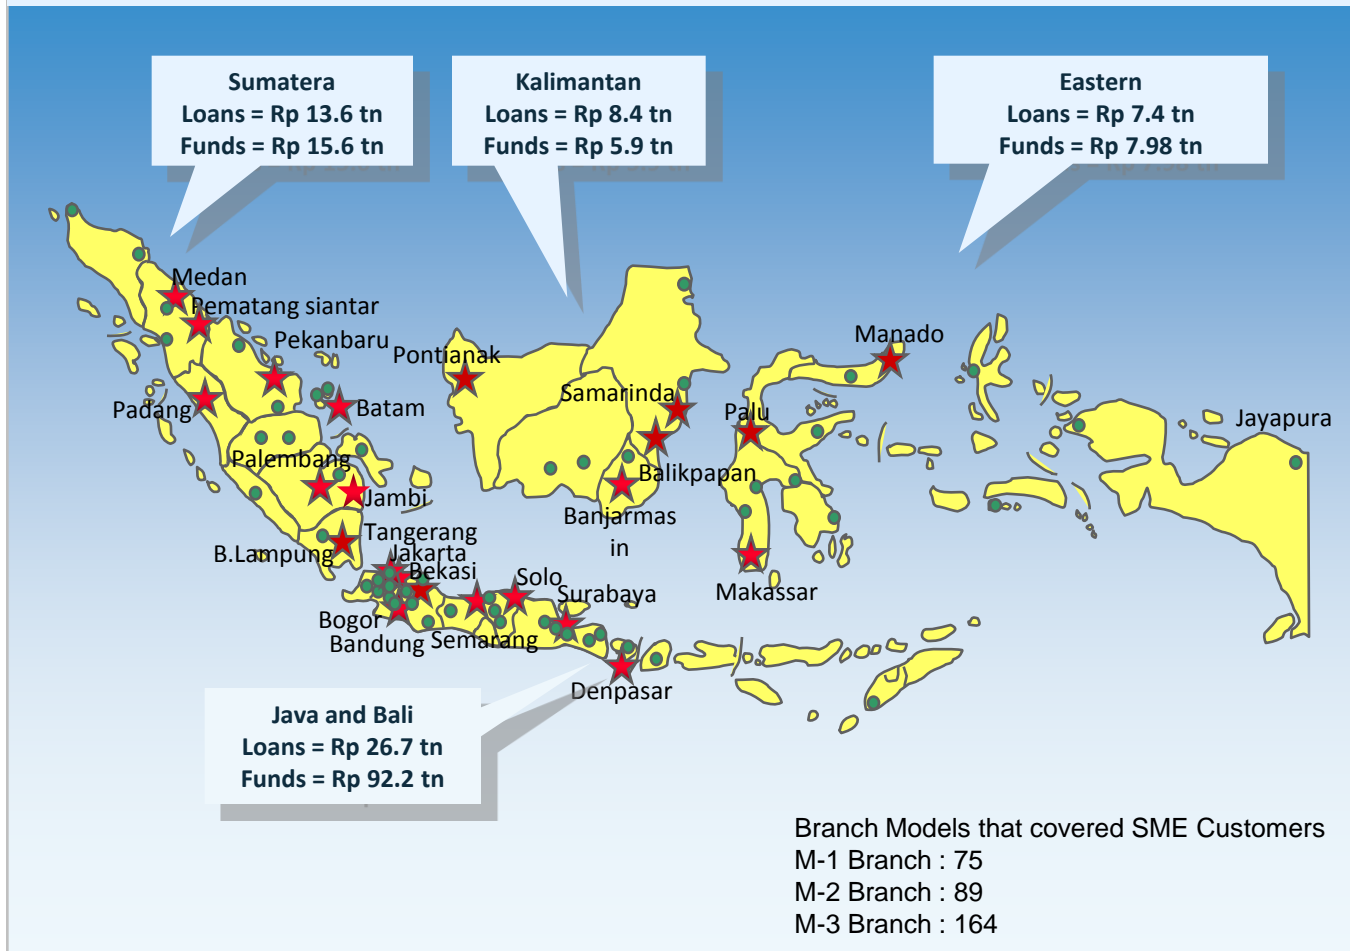 Sumatera
Loans = Rp 13.6 tn
Funds = Rp 15.6 tn
Kalimantan
Loans = Rp 8.4 tn
Funds = Rp 5.9 tn
Eastern
Loans = Rp 7.4 tn
Funds = Rp 7.98 tn
Medan
Pematang siantar
Pekanbaru
Padang
Batam
Palembang
Jambi
B.Lampung
Tangerang
Jakarta
Bekasi
Bogor
Bandung
Semarang
Solo
Surabaya
Denpasar
Pontianak
Samarinda
Balikpapan
Banjarmas
in
Manado
Palu
Makassar
Jayapura
Java and Bali
Loans = Rp 26.7 tn
Funds = Rp 92.2 tn
Branch Models that covered SME Customers
M-1 Branch : 75
M-2 Branch : 89
M-3 Branch : 164